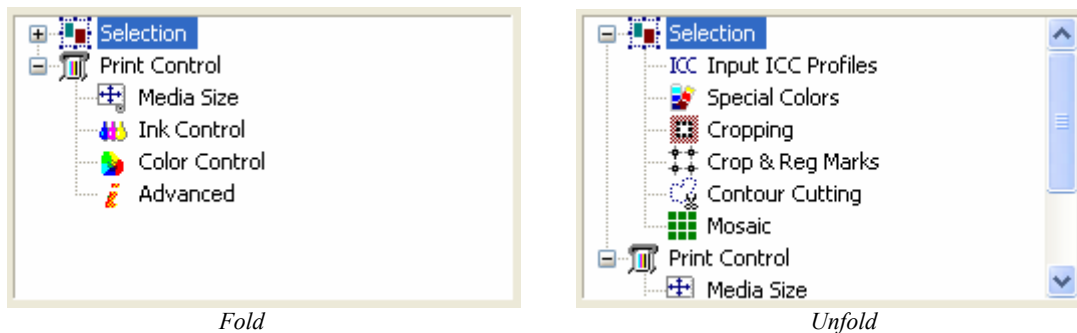 Selection
Print Control
Media Size
Ink Control
Color Control
Advanced
Fold
Selection
ICC Input ICC Profiles
Special Colors
Cropping
Crop & Reg Marks
Contour Cutting
Mosaic
Print Control
Media Size
Unfold